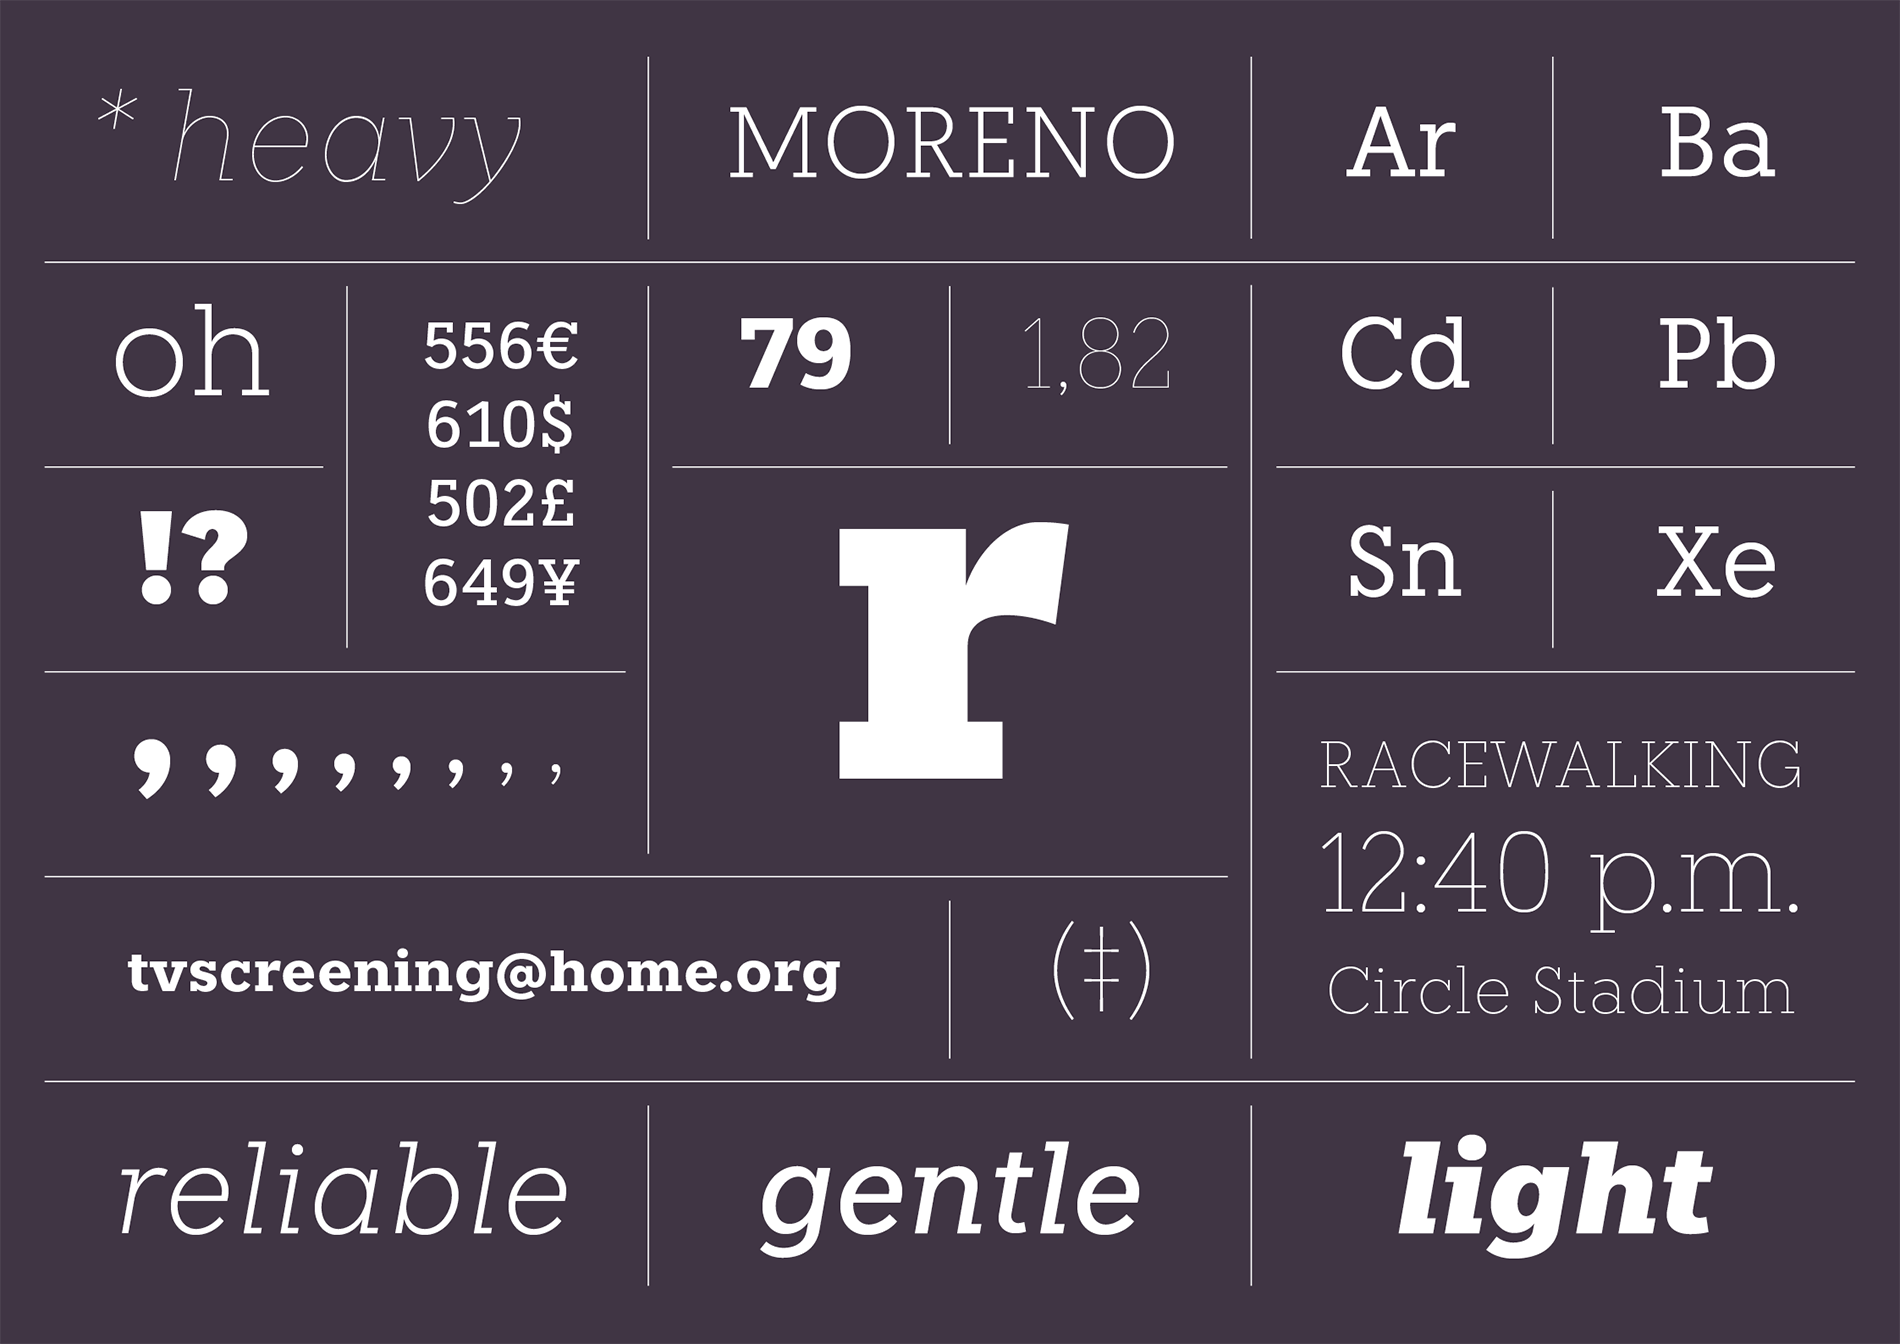 * heavy
MORENO
Ar
Ba
oh
556€
610$
502£
649¥
79
1,82
Cd
Pb
!?
r
Sn
Xe
,,,,,,,,
RACEWALKING
12:40 p.m.
Circle Stadium
tvscreening@home.org
(‡)
reliable
gentle
light